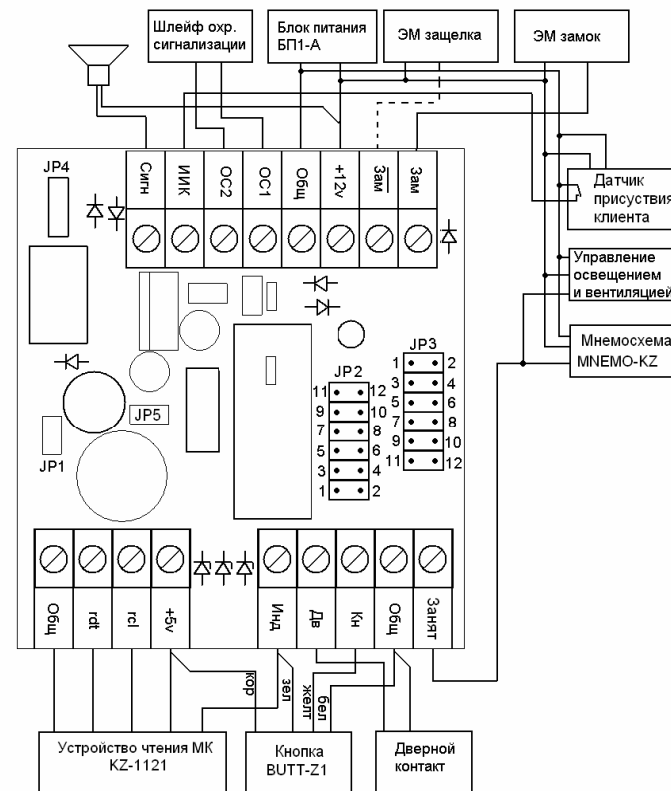 Шлейф охр.
сигнализации
Блок питания
БП1-А
ЭМ защелка
ЭМ замок
JP4
Сигн
ИИК
ОС2
ОС1
Общ
+12v
Зам
Зам
Датчик
присуствия
клиента
Управление
освещением
и вентиляцией
Мнемосхема
MNEMO-KZ
JP3
1 2
3 4
5 6
7 8
9 10
11 12
JP2
11 12
9 10
7 8
5 6
3 4
1 2
JP5
JP1
Общ
rdt
rcl
+5v
Инд
Дв
Кн
Общ
Занят
кор
зел
желт
бел
Устройство чтения МК
KZ-1121
Кнопка
BUTT-Z1
Дверной
контакт